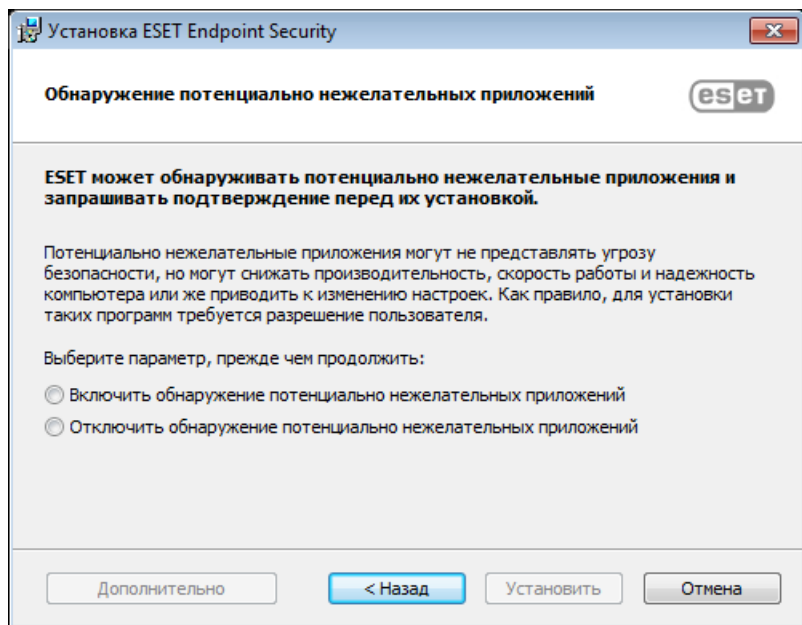 Установка ESET Endpoint Security
Обнаружение потенциально нежелательных приложений
eset
ESET может обнаруживать потенциально нежелательные приложения и
запрашивать подтверждение перед их установкой.
Потенциально нежелательные приложения могут не представлять угрозу
безопасности, но могут снижать производительность, скорость работы и надежность
компьютера или же приводить к изменению настроек. Как правило, для установки
таких программ требуется разрешение пользователя.
Выберите параметр, прежде чем продолжить:
Включить обнаружение потенциально нежелательных приложений
Отключить обнаружение потенциально нежелательных приложений
Дополнительно < Назад Установить Отмена